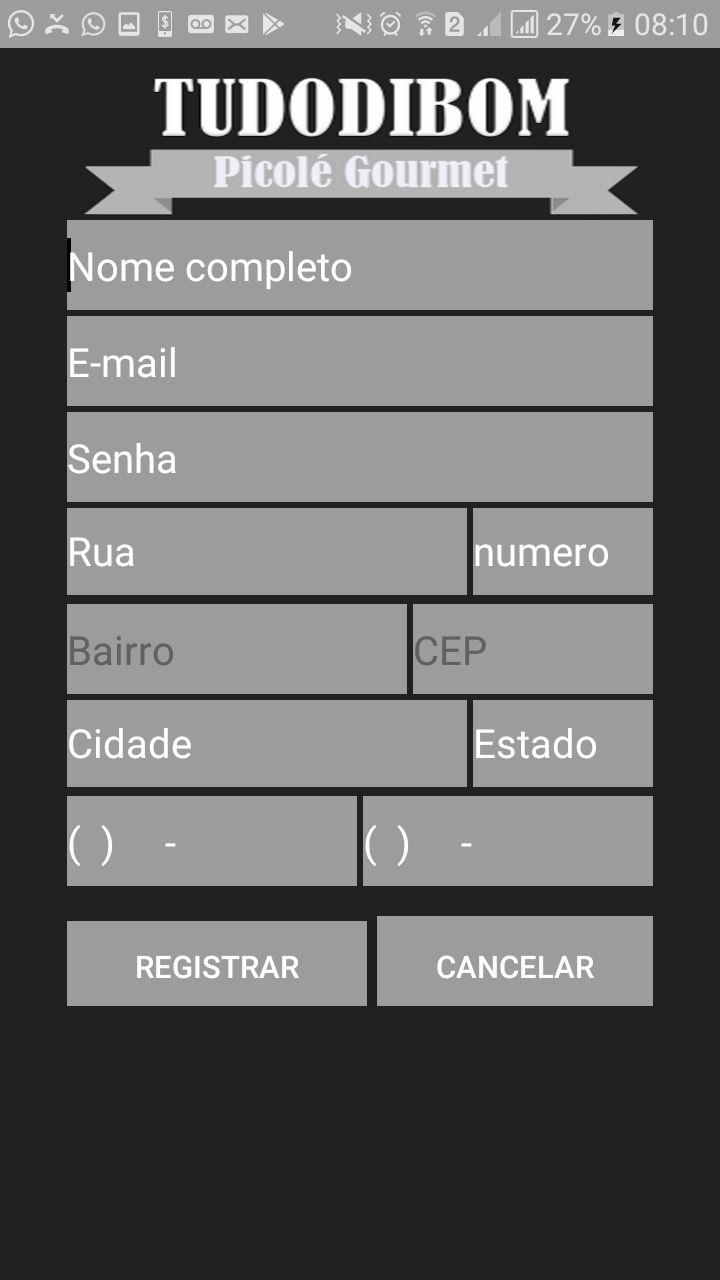 2 27% 08:10
TUDODIBOM
Picolé Gourmet
Nome completo
E-mail
Senha
Rua numero
Bairro CEP
Cidade Estado
( ) - ( ) -
REGISTRAR CANCELAR